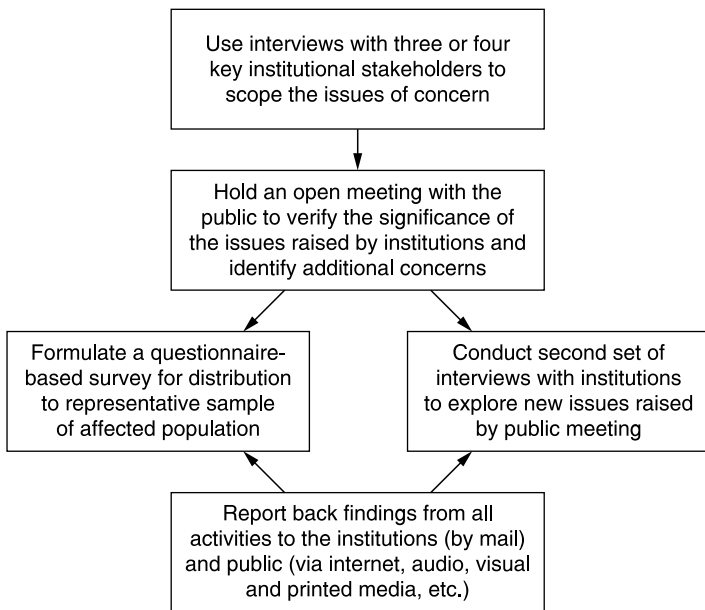 Use interviews with three or four
key institutional stakeholders to
scope the issues of concern
Hold an open meeting with the
public to verify the significance of
the issues raised by institutions and
identify additional concerns
Formulate a questionnaire-
based survey for distribution
to representative sample
of affected population
Conduct second set of
interviews with institutions
to explore new issues raised
by public meeting
Report back findings from all
activities to the institutions (by mail)
and public (via internet, audio, visual
and printed media, etc.)